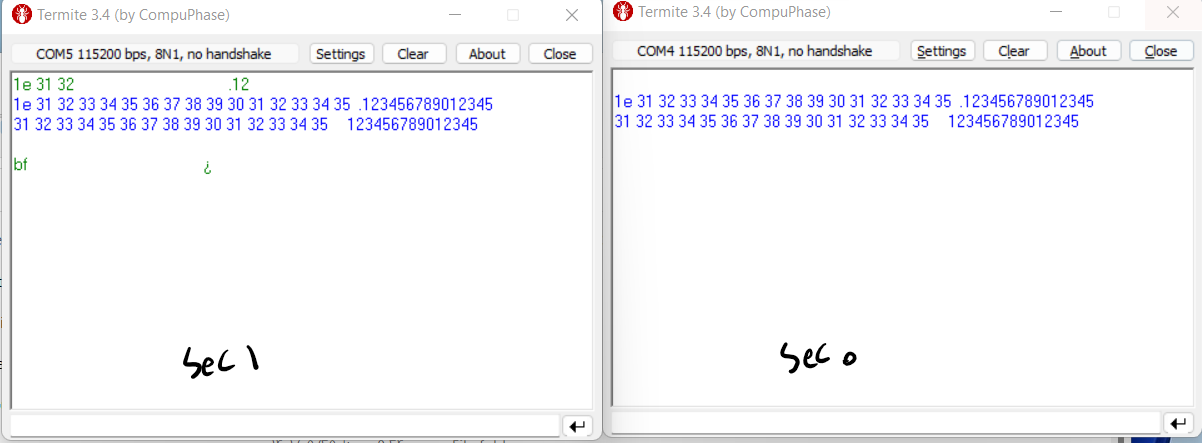 Termite 3.4 (by CompuPhase)
COM5 115200 bps, 8N1, no handshake Settings Clear About Close
1e 31 32 .12
1e 31 32 33 34 35 36 37 38 39 30 31 32 33 34 35 .123456789012345
31 32 33 34 35 36 37 38 39 30 31 32 33 34 35 123456789012345
bf ¿
sec 1
Termite 3.4 (by CompuPhase)
COM4 115200 bps, 8N1, no handshake Settings Clear About Close
1e 31 32 33 34 35 36 37 38 39 30 31 32 33 34 35 .123456789012345
31 32 33 34 35 36 37 38 39 30 31 32 33 34 35 123456789012345
sec 0